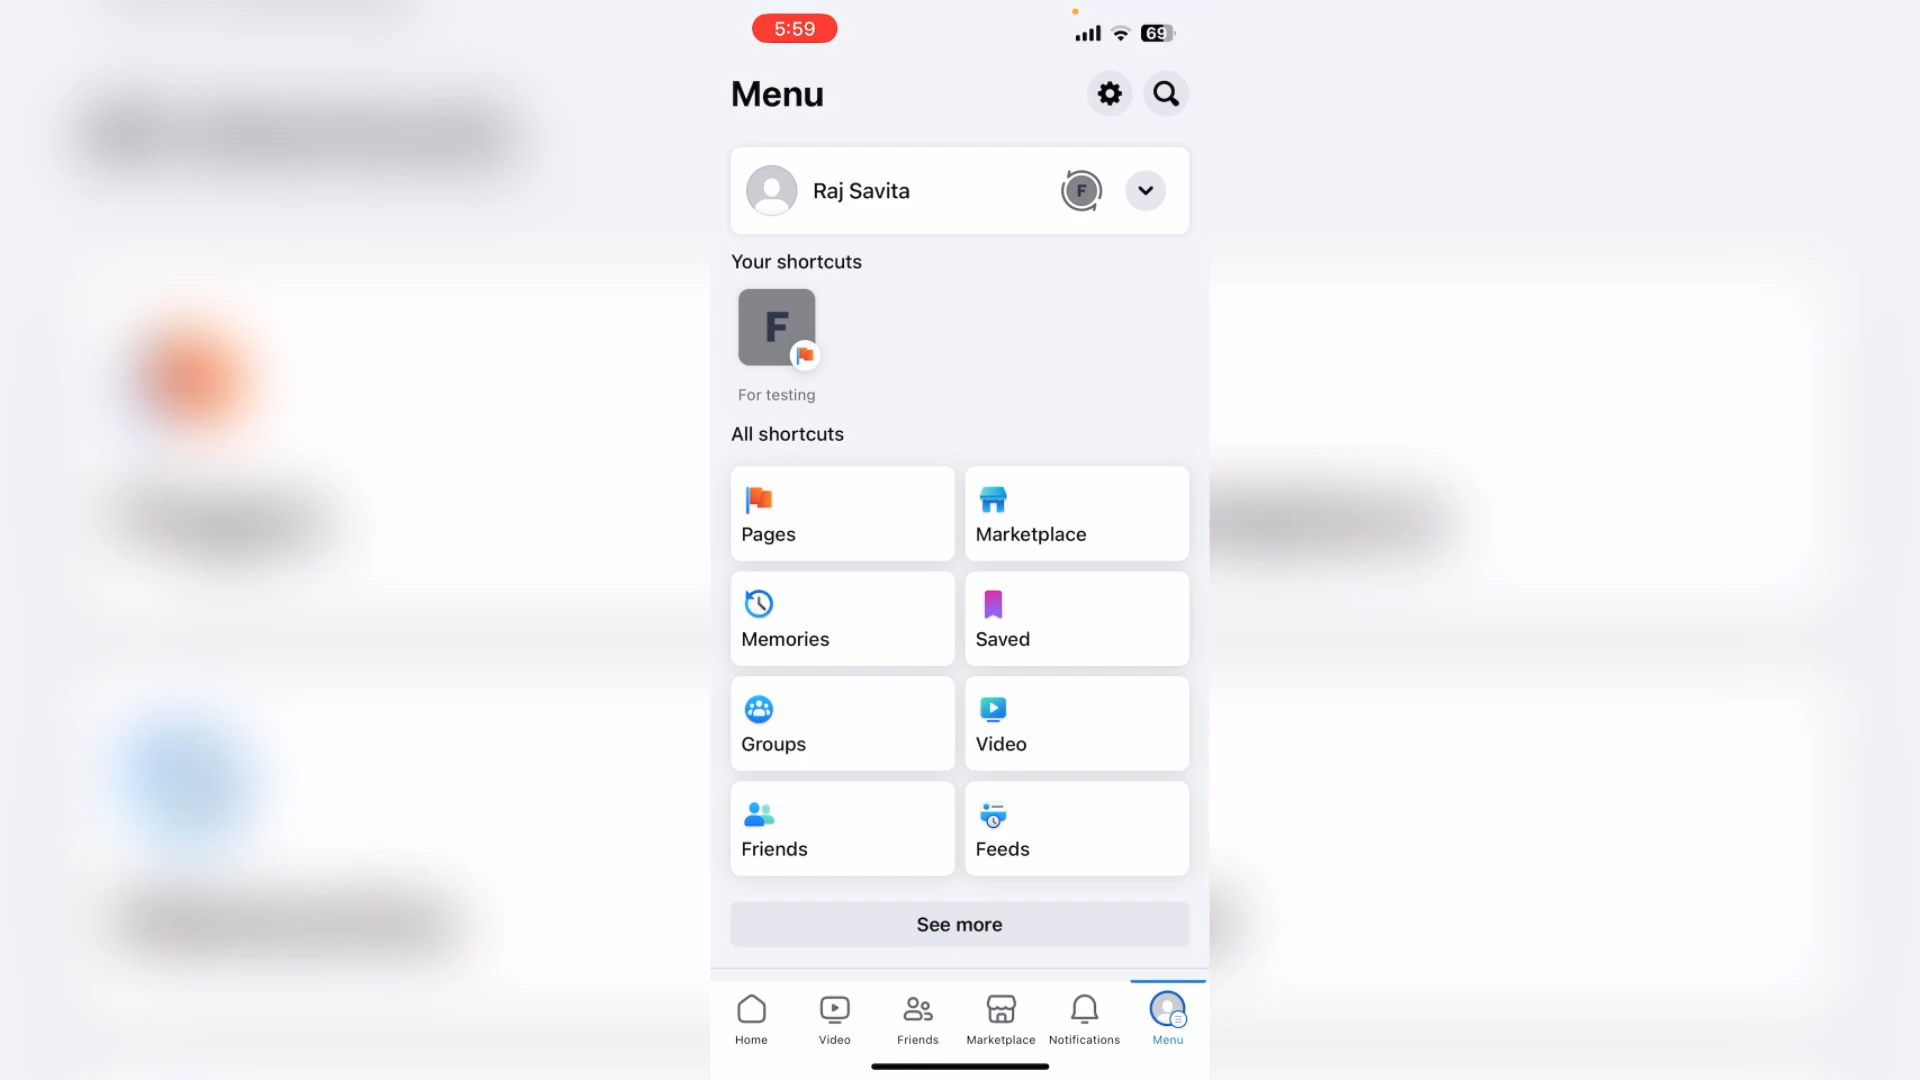 5:59
69
Menu
Raj Savita
F
Your shortcuts
F
For testing
All shortcuts
Pages
Marketplace
Memories
Saved
Groups
Video
Friends
Feeds
See more
Home
Video
Friends
Marketplace
Notifications
Menu